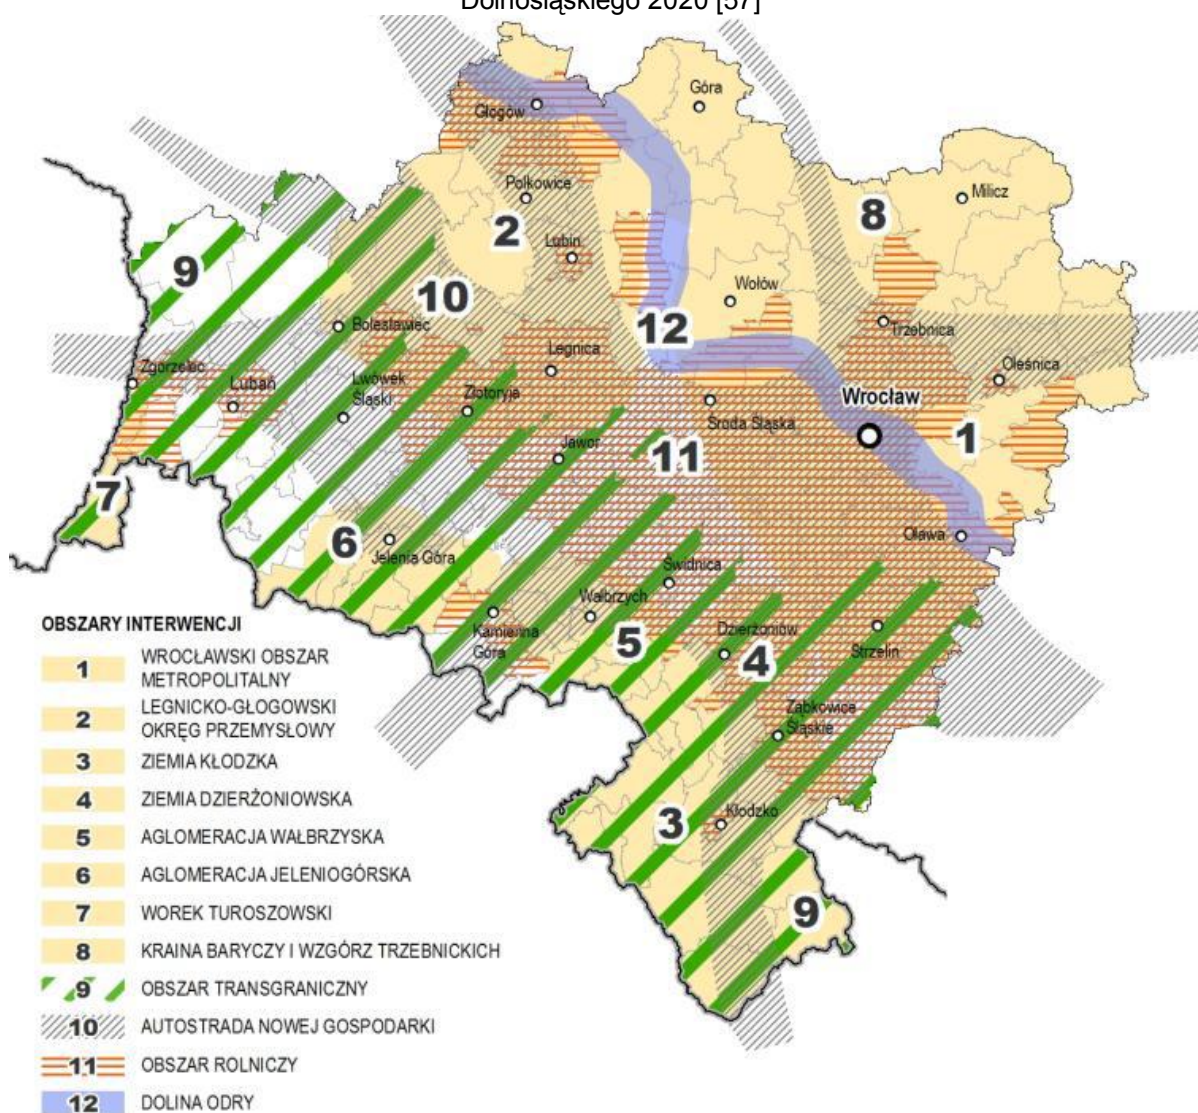 Dolnośląskiego 2020 [57]
Góra
Głogów
Polkowice
Milicz
8
2
Lubin
9
Wołów
10
12
Bolesławiec
Trzebnica
Legnica
Zgorzelec
Oleśnica
Lubań
Lwówek
Śląski
Złotoryja
Wrocław
Środa Śląska
1
Jawor
11
7
Oława
6
Jelenia Góra
Świdnica
Wałbrzych
Kamienna
Góra
5
Dzierżoniów
4
Strzelin
Ząbkowice
Śląskie
3
Kłodzko
9
OBSZARY INTERWENCJI
1 WROCŁAWSKI OBSZAR
METROPOLITALNY
2 LEGNICKO-GŁOGOWSKI
OKRĘG PRZEMYSŁOWY
3 ZIEMIA KŁODZKA
4 ZIEMIA DZIERŻONIOWSKA
5 AGLOMERACJA WAŁBRZYSKA
6 AGLOMERACJA JELENIOGÓRSKA
7 WOREK TUROSZOWSKI
8 KRAINA BARYCZY I WZGÓRZ TRZEBNICKICH
9 OBSZAR TRANSGRANICZNY
10 AUTOSTRADA NOWEJ GOSPODARKI
11 OBSZAR ROLNICZY
12 DOLINA ODRY